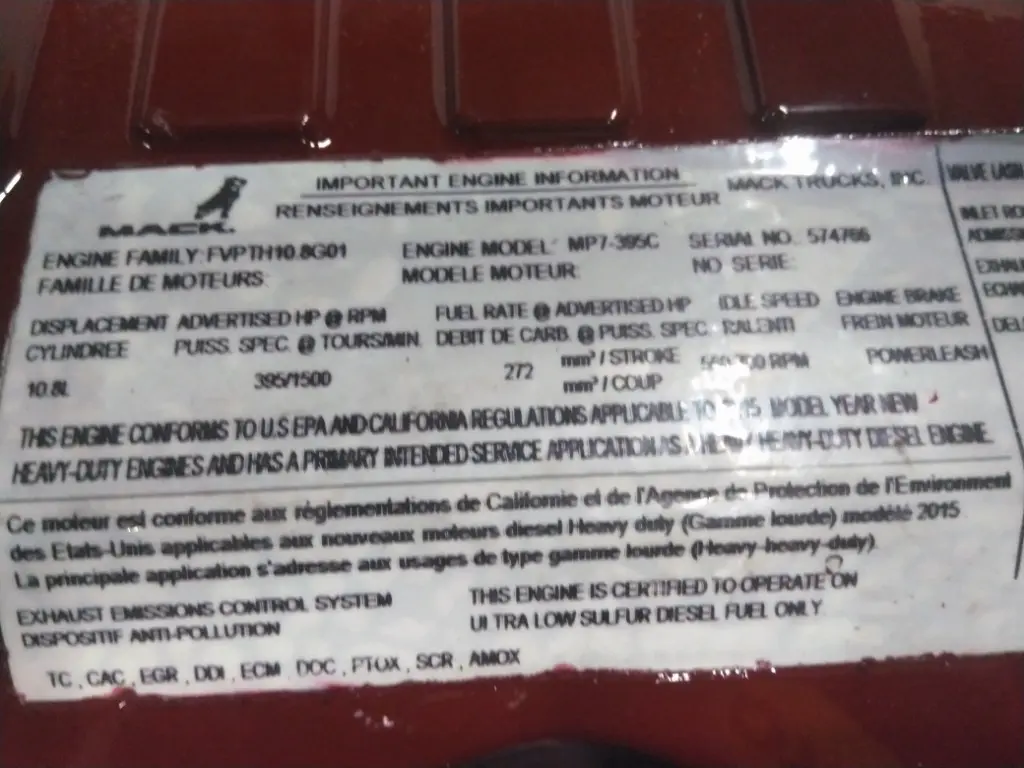 IMPORTANT ENGINE INFORMATION
RENSEIGNEMENTS IMPORTANTS MOTEUR
MACK TRUCKS, INC.
MACK.
ENGINE FAMILY: FVPTH10.8G01 ENGINE MODEL: MP7-395C SERIAL NO. 574766
FAMILLE DE MOTEURS: MODELE MOTEUR: NO SERIE:
DISPLACEMENT ADVERTISED HP @ RPM FUEL RATE @ ADVERTISED HP IDLE SPEED ENGINE BRAKE
CYLINDREE PUISS. SPEC. @ TOURS/MIN. DEBIT DE CARB. @ PUISS. SPEC. RALENTI FREIN MOTEUR
10.8L 395/1500 272 mm³ / STROKE RPM POWERLEASH
mm³ / COUP
THIS ENGINE CONFORMS TO U.S EPA AND CALIFORNIA REGULATIONS APPLICABLE TO MODEL YEAR NEW
HEAVY-DUTY ENGINES AND HAS A PRIMARY INTENDED SERVICE APPLICATION AS A HEAVY HEAVY-DUTY DIESEL ENGINE.
Ce moteur est conforme aux réglementations de Californie et de l'Agence de Protection de l'Environment
des Etats-Unis applicables aux nouveaux moteurs diesel Heavy duty (Gamme lourde) modélé 2015.
La principale application s'adresse aux usages de type gamme lourde (Heavy-heavy-duty).
EXHAUST EMISSIONS CONTROL SYSTEM
DISPOSITIF ANTI-POLLUTION
THIS ENGINE IS CERTIFIED TO OPERATE ON
ULTRA LOW SULFUR DIESEL FUEL ONLY
TC , CAC , EGR , DDI , ECM , DOC , PTOX , SCR , AMOX
VALVE LASH
INLET